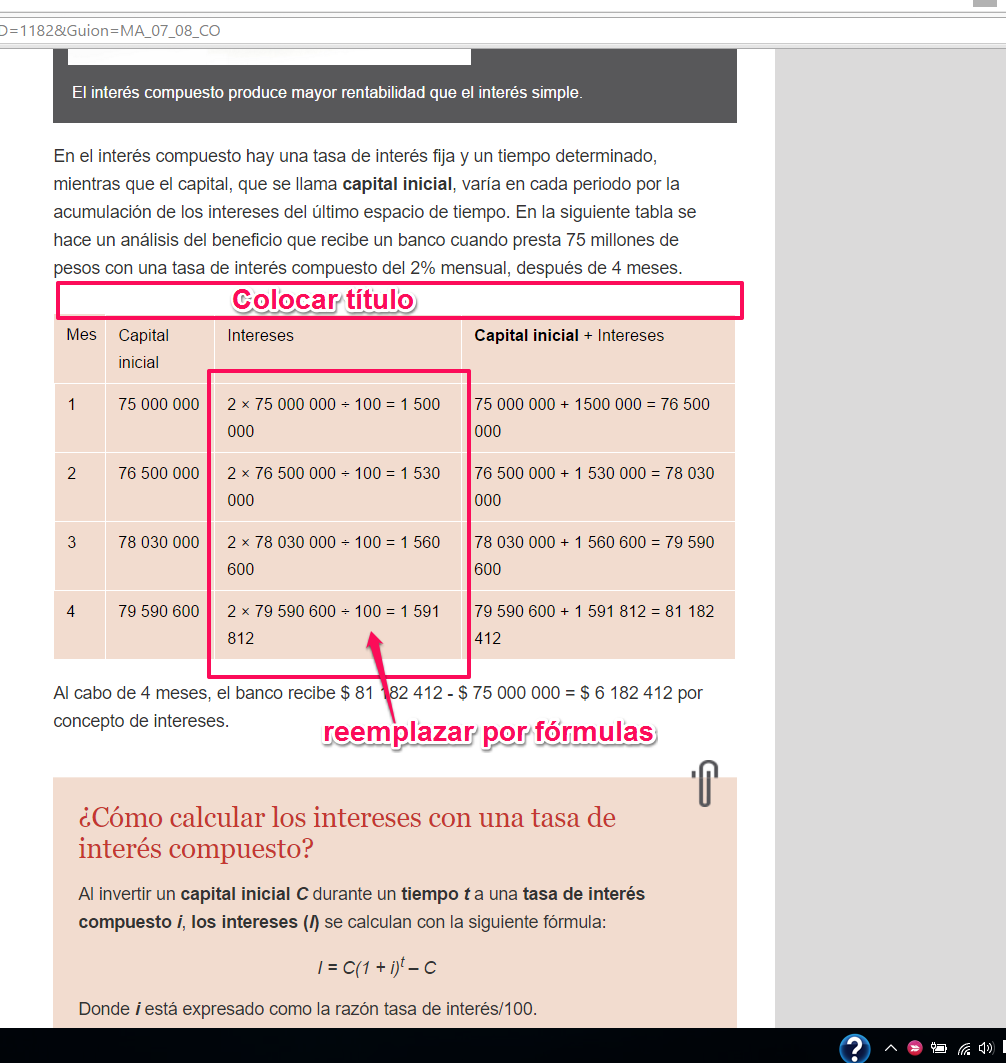 D=1182&Guion=MA_07_08_CO
El interés compuesto produce mayor rentabilidad que el interés simple.
En el interés compuesto hay una tasa de interés fija y un tiempo determinado,
mientras que el capital, que se llama capital inicial, varía en cada periodo por la
acumulación de los intereses del último espacio de tiempo. En la siguiente tabla se
hace un análisis del beneficio que recibe un banco cuando presta 75 millones de
pesos con una tasa de interés compuesto del 2% mensual, después de 4 meses.
Colocar título
Mes
Capital
inicial
Intereses
Capital inicial + Intereses
1
75 000 000
2 × 75 000 000 ÷ 100 = 1 500
000
75 000 000 + 1500 000 = 76 500
000
2
76 500 000
2 × 76 500 000 ÷ 100 = 1 530
000
76 500 000 + 1 530 000 = 78 030
000
3
78 030 000
2 × 78 030 000 ÷ 100 = 1 560
600
78 030 000 + 1 560 600 = 79 590
600
4
79 590 600
2 × 79 590 600 ÷ 100 = 1 591
812
79 590 600 + 1 591 812 = 81 182
412
Al cabo de 4 meses, el banco recibe $ 81 182 412 - $ 75 000 000 = $ 6 182 412 por
concepto de intereses.
reemplazar por fórmulas
¿Cómo calcular los intereses con una tasa de
interés compuesto?
Al invertir un capital inicial C durante un tiempo t a una tasa de interés
compuesto i, los intereses (I) se calculan con la siguiente fórmula:
I = C(1 + i)^t – C
Donde i está expresado como la razón tasa de interés/100.
?